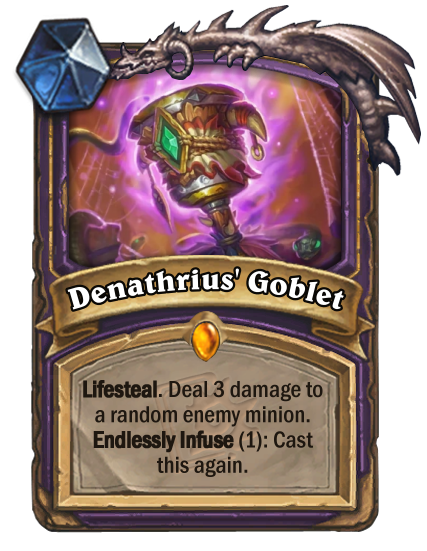 Denathrius' Goblet
Lifesteal. Deal 3 damage to
a random enemy minion.
Endlessly Infuse (1): Cast
this again.